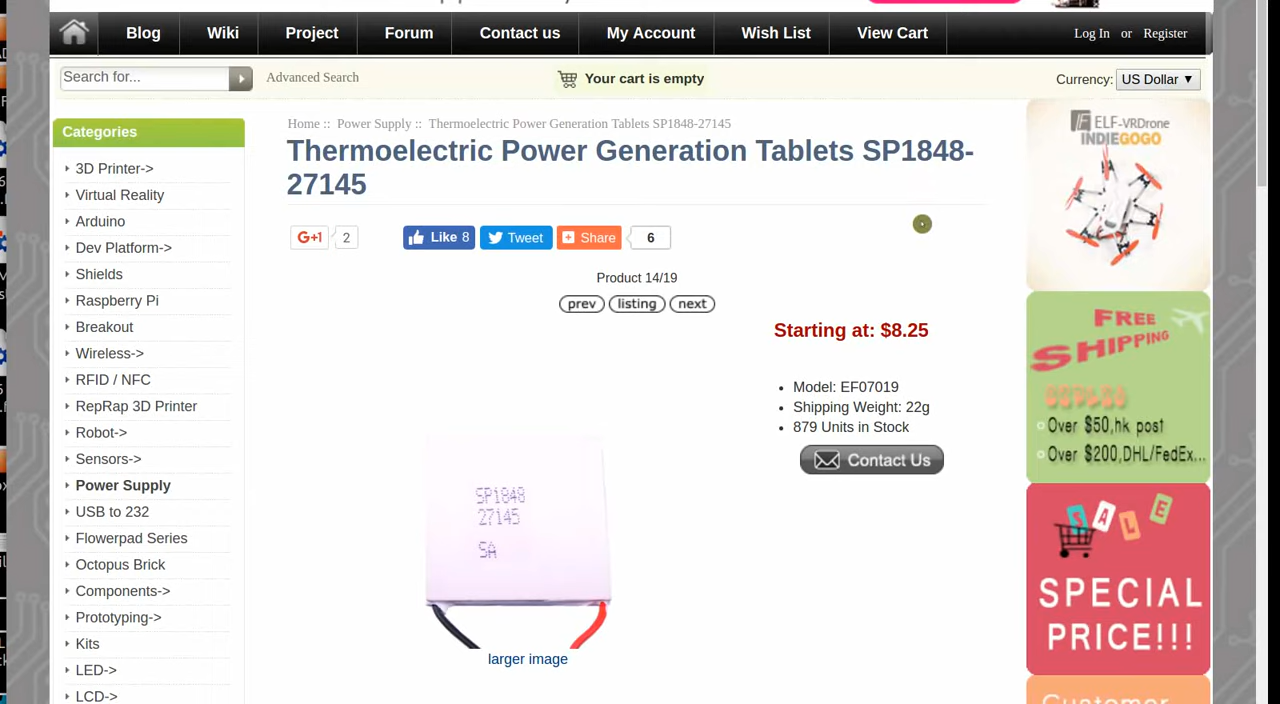 Blog Wiki Project Forum Contact us My Account Wish List View Cart Log In or Register
Search for... Advanced Search Your cart is empty Currency: US Dollar ▼
Categories
3D Printer->
Virtual Reality
Arduino
Dev Platform->
Shields
Raspberry Pi
Breakout
Wireless->
RFID / NFC
RepRap 3D Printer
Robot->
Sensors->
Power Supply
USB to 232
Flowerpad Series
Octopus Brick
Components->
Prototyping->
Kits
LED->
LCD->
Home :: Power Supply :: Thermoelectric Power Generation Tablets SP1848-27145
Thermoelectric Power Generation Tablets SP1848-
27145
G+1 2 Like 8 Tweet Share 6
Product 14/19
prev listing next
Starting at: $8.25
Model: EF07019
Shipping Weight: 22g
879 Units in Stock
Contact Us
SP1848
27145
SA
larger image
ELF-VRDrone
INDIEGOGO
FREE
SHIPPING
Over $50,hk post
Over $200,DHL/FedEx...
SALE
SPECIAL
PRICE!!!
Customer